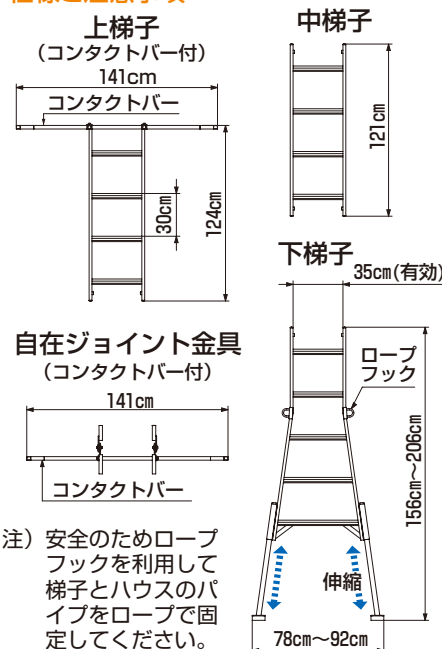 上梯子
(コンタクトバー付)
141cm
コンタクトバー
30cm
124cm
中梯子
121cm
下梯子
35cm(有効)
ロープ
フック
156cm〜206cm
伸縮
78cm〜92cm
自在ジョイント金具
(コンタクトバー付)
141cm
コンタクトバー
注) 安全のためロープ
フックを利用して
梯子とハウスのパ
イプをロープで固
定してください。